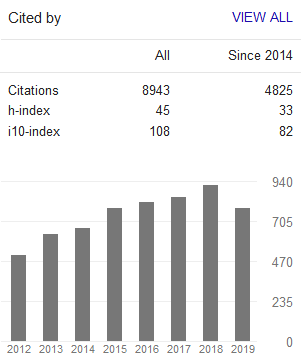 Cited by VIEW ALL
All Since 2014
Citations 8943 4825
h-index 45 33
i10-index 108 82
940
705
470
235
0
2012 2013 2014 2015 2016 2017 2018 2019